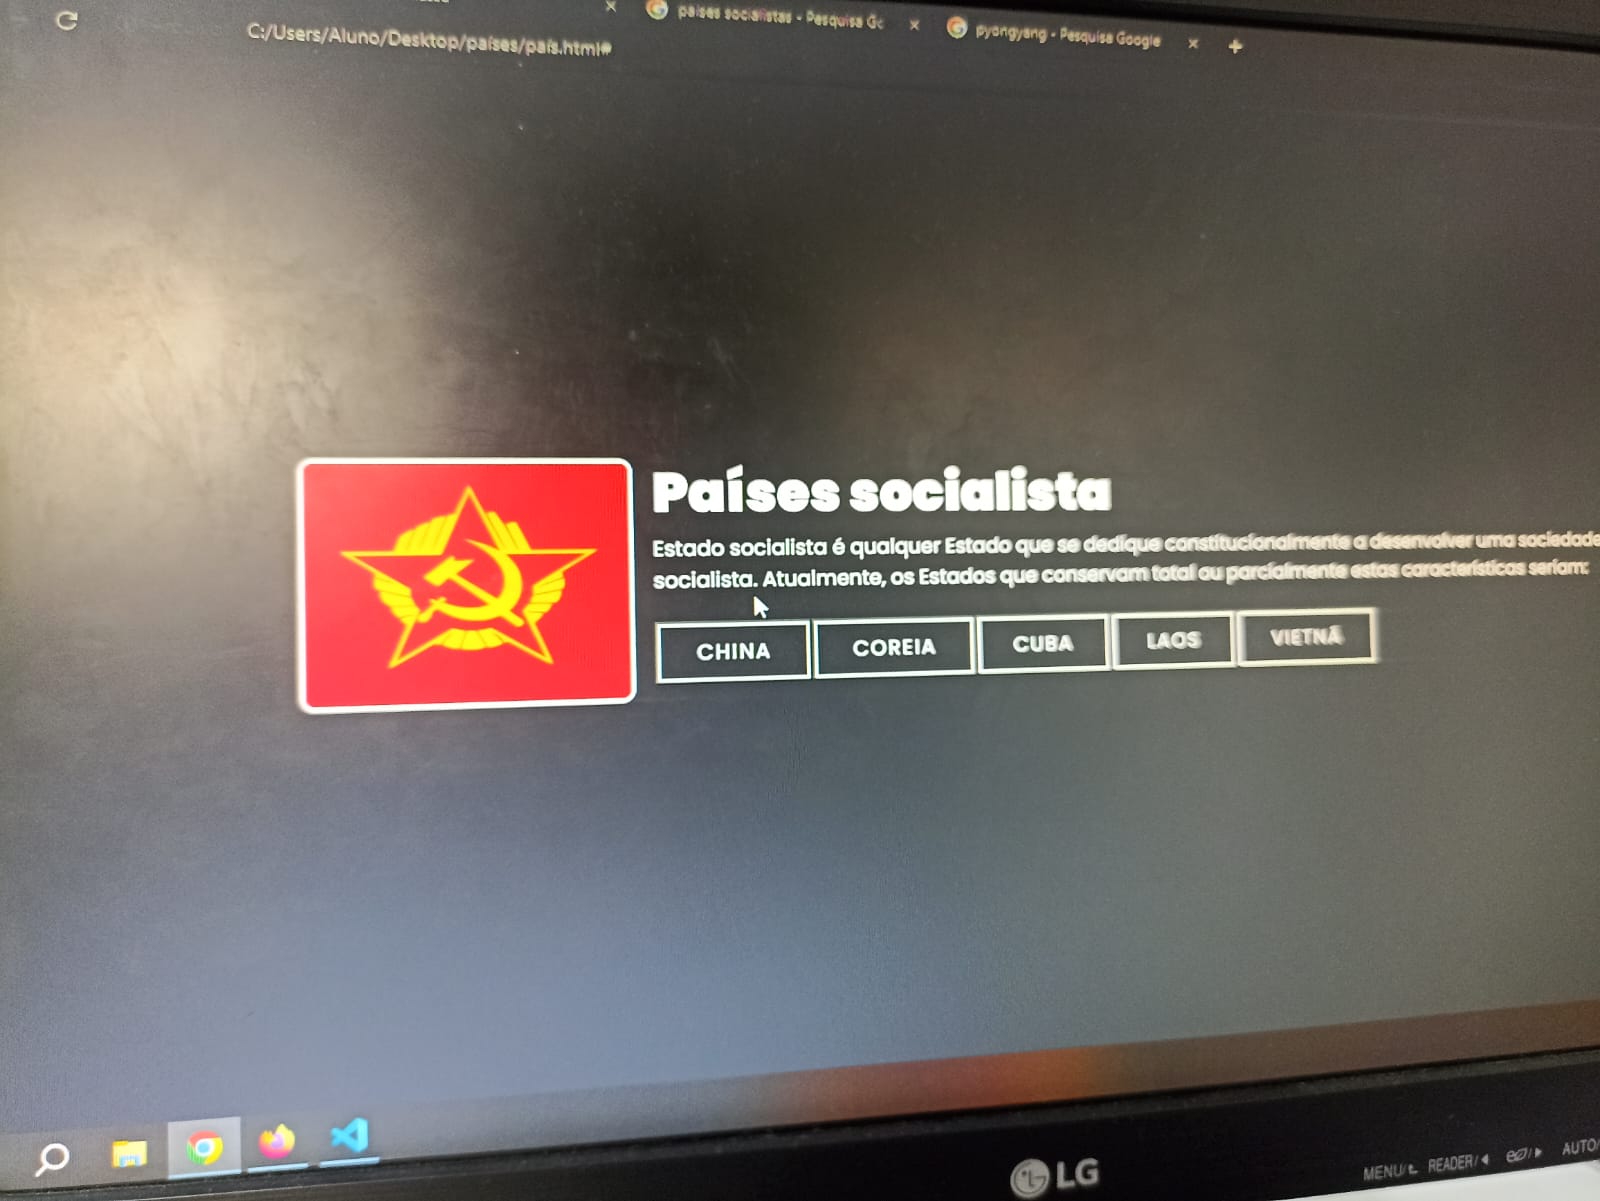 países socialistas - Pesquisa Go
pyongyang - Pesquisa Google
C:/Users/Aluno/Desktop/países/país.html#
Países socialista
Estado socialista é qualquer Estado que se dedique constitucionalmente a desenvolver uma sociedade
socialista. Atualmente, os Estados que conservam total ou parcialmente estas características seriam:
CHINA
COREIA
CUBA
LAOS
VIETNÃ
LG
MENU/
READER/
AUTO/